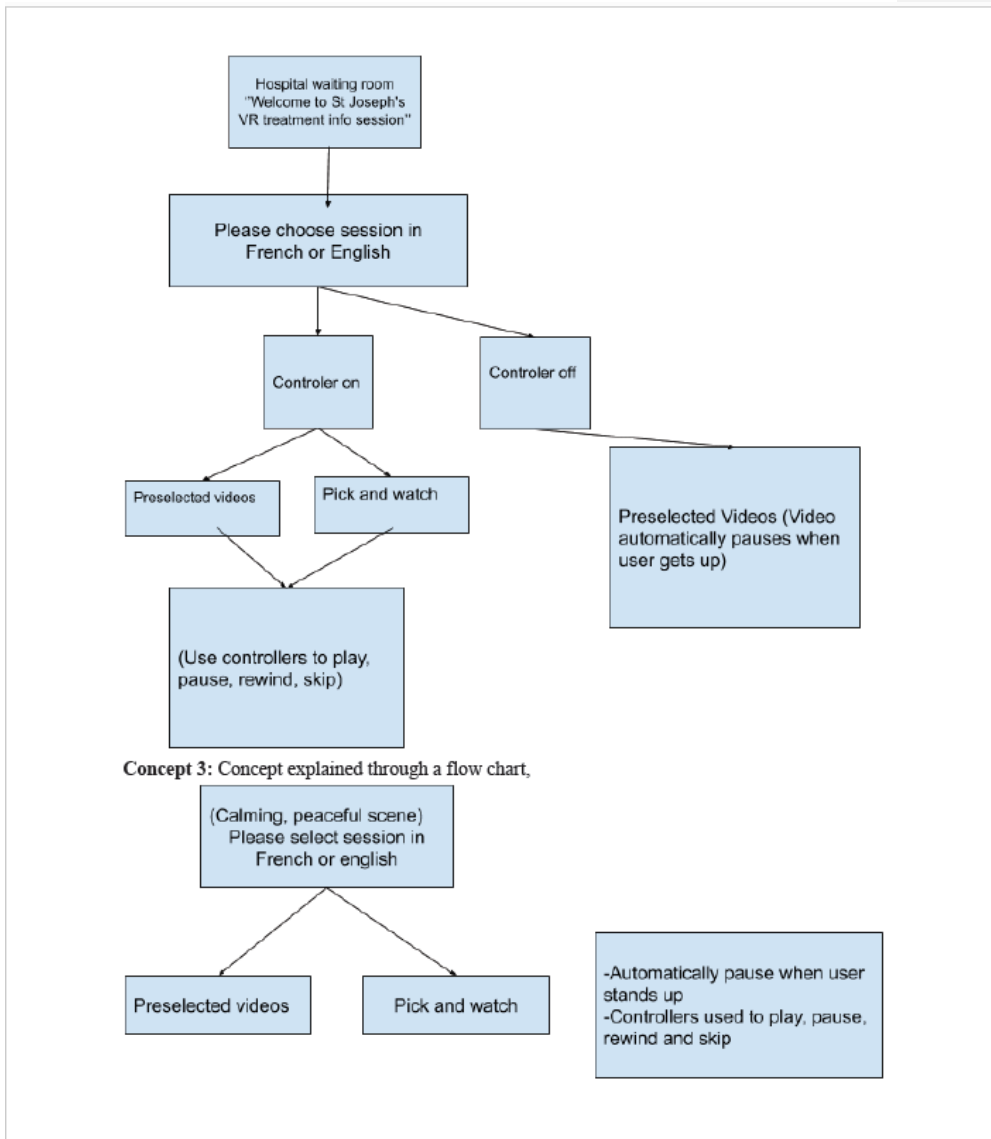 Hospital waiting room
"Welcome to St Joseph's
VR treatment info session"
Please choose session in
French or English
Controler on
Controler off
Preselected videos
Pick and watch
Preselected Videos (Video
automatically pauses when
user gets up)
(Use controllers to play,
pause, rewind, skip)
Concept 3: Concept explained through a flow chart,
(Calming, peaceful scene)
Please select session in
French or english
Preselected videos
Pick and watch
-Automatically pause when user
stands up
-Controllers used to play, pause,
rewind and skip